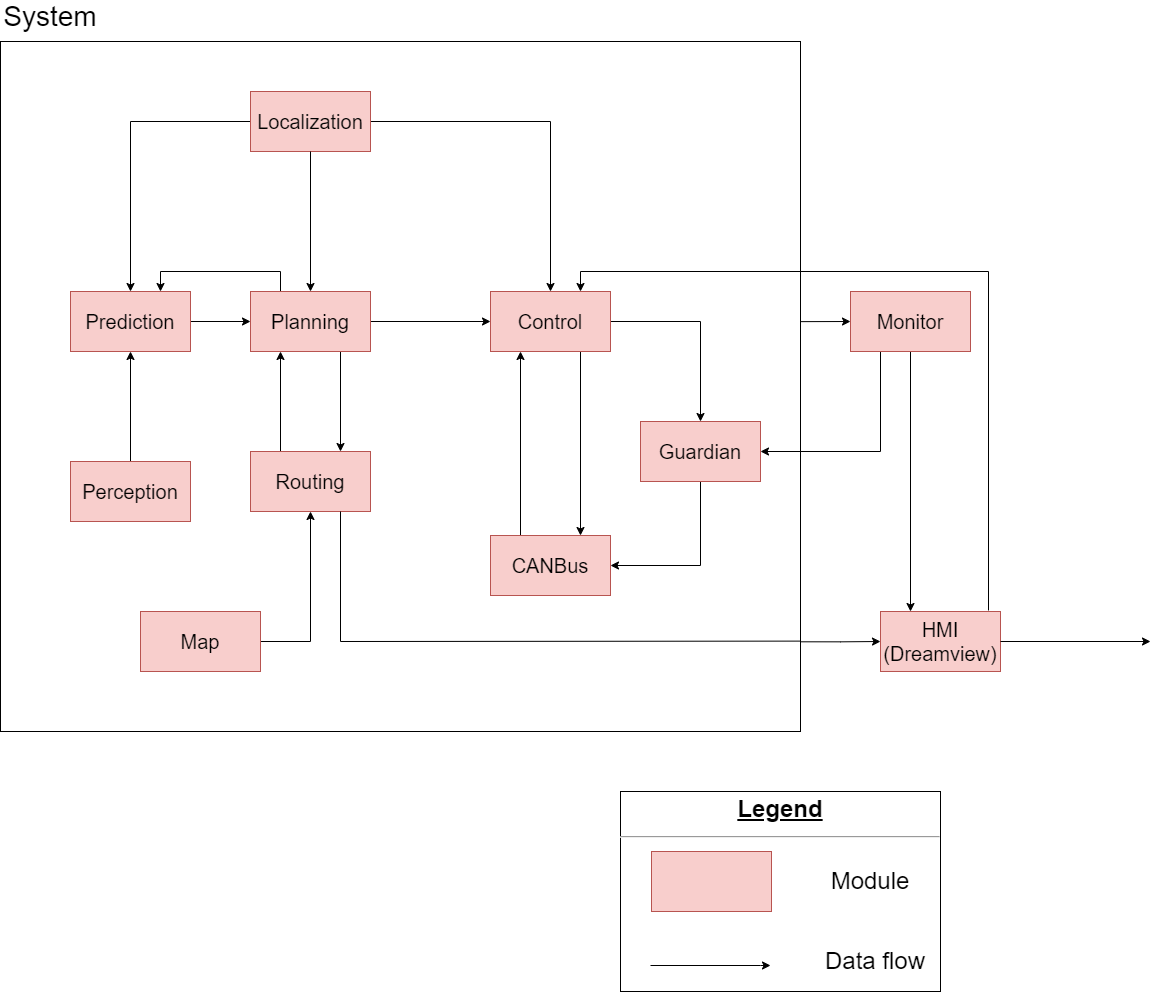 System
Localization
Prediction
Planning
Control
Monitor
Guardian
Perception
Routing
CANBus
Map
HMI
(Dreamview)
Legend
Module
Data flow